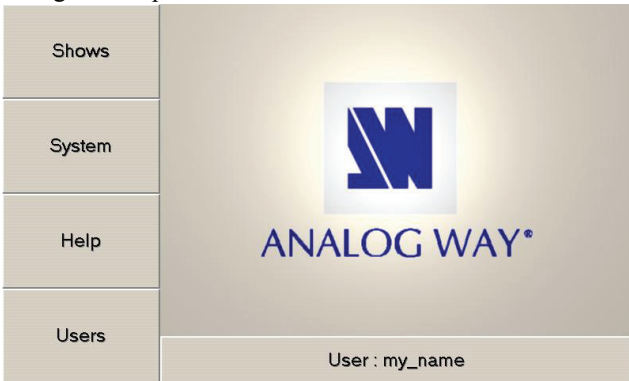 Shows
System
Help
Users
ANALOG WAY®
User : my_name